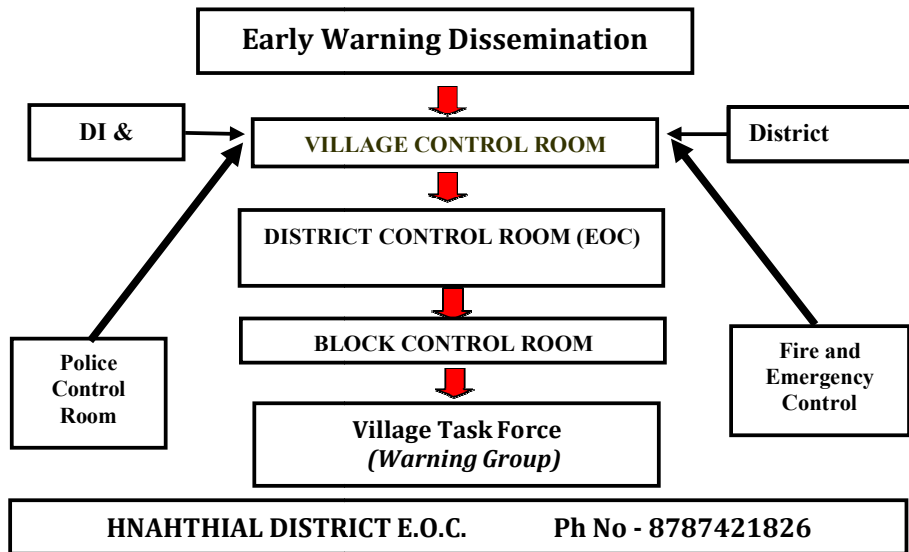 Early Warning Dissemination
DI &
VILLAGE CONTROL ROOM
District
DISTRICT CONTROL ROOM (EOC)
BLOCK CONTROL ROOM
Police
Control
Room
Fire and
Emergency
Control
Village Task Force
(Warning Group)
HNAHTHIAL DISTRICT E.O.C. Ph No - 8787421826